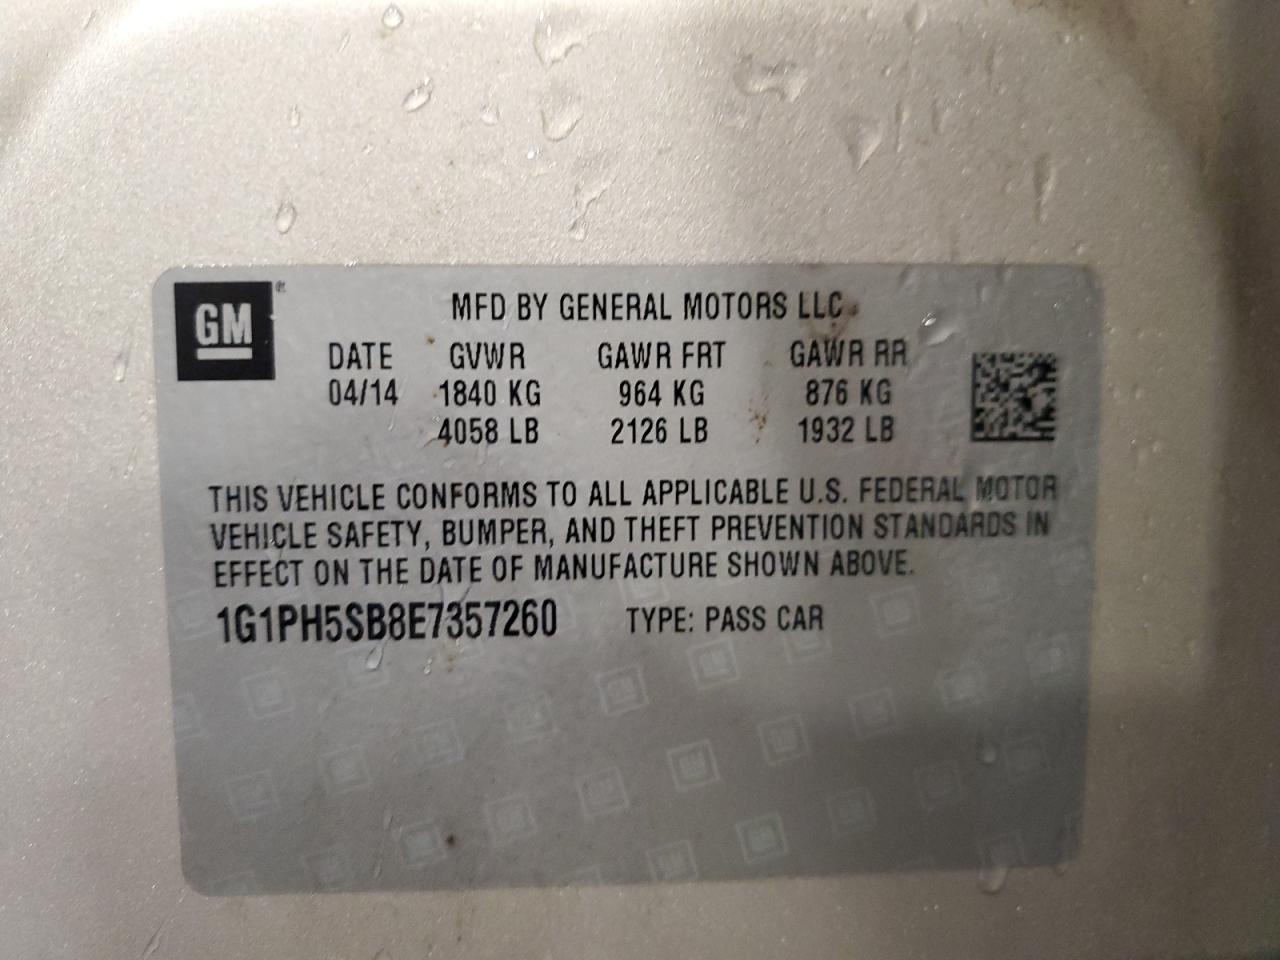 GM®
MFD BY GENERAL MOTORS LLC
DATE GVWR GAWR FRT GAWR RR
04/14 1840 KG 964 KG 876 KG
4058 LB 2126 LB 1932 LB
THIS VEHICLE CONFORMS TO ALL APPLICABLE U.S. FEDERAL MOTOR
VEHICLE SAFETY, BUMPER, AND THEFT PREVENTION STANDARDS IN
EFFECT ON THE DATE OF MANUFACTURE SHOWN ABOVE.
1G1PH5SB8E7357260 TYPE: PASS CAR